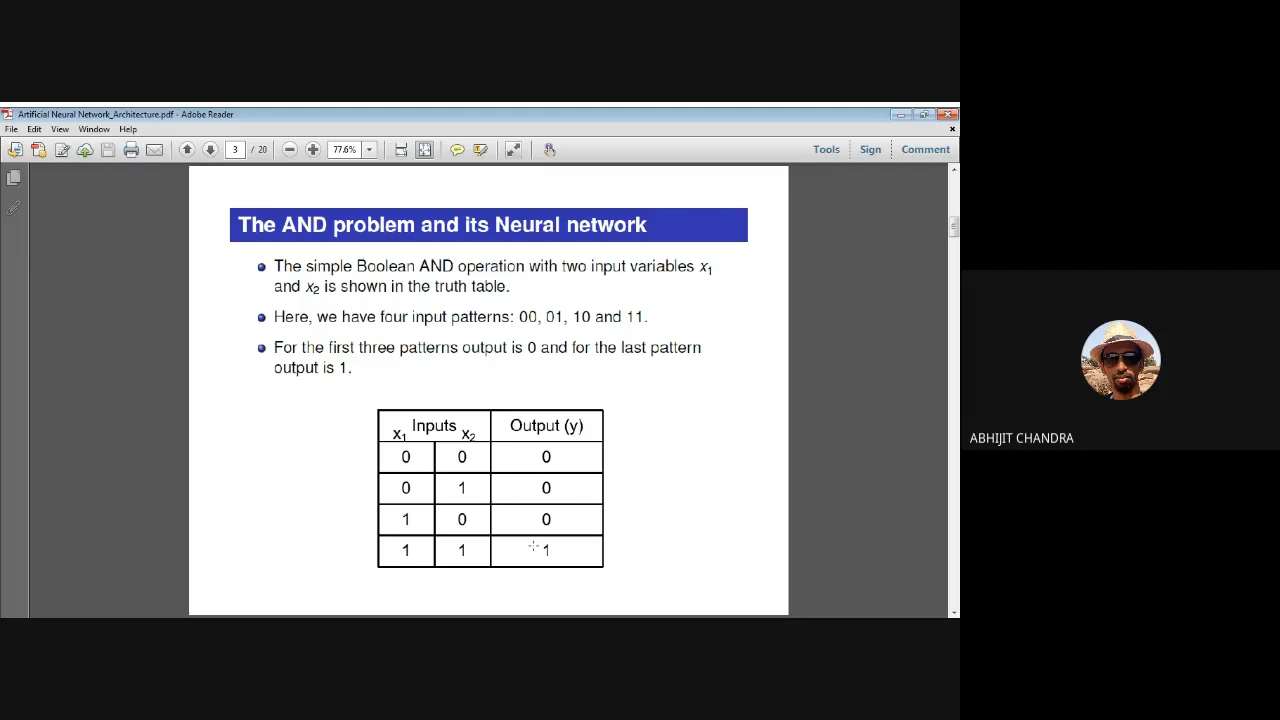 Artificial Neural Network_Architecture.pdf - Adobe Reader
File Edit View Window Help
3 / 20 77.6% Tools Sign Comment
The AND problem and its Neural network
The simple Boolean AND operation with two input variables x1
and x2 is shown in the truth table.
Here, we have four input patterns: 00, 01, 10 and 11.
For the first three patterns output is 0 and for the last pattern
output is 1.
x1 Inputs x2 Output (y)
0 0 0
0 1 0
1 0 0
1 1 1
ABHIJIT CHANDRA